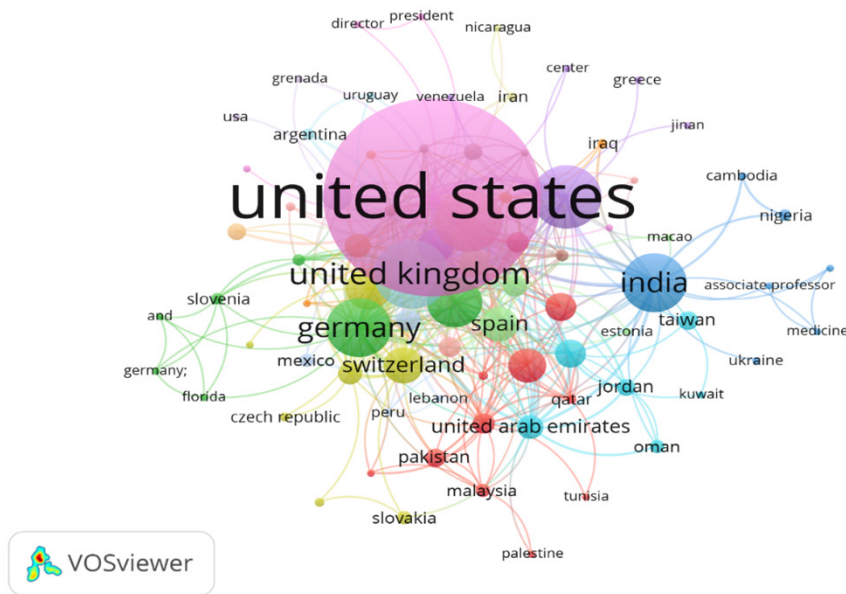 president
director
nicaragua
center
greece
grenada
uruguay
venezuela
iran
usa
argentina
iraq
jinan
cambodia
united states
nigeria
macao
united kingdom
india
associate professor
slovenia
and
germany
spain
taiwan
estonia
medicine
mexico
switzerland
ukraine
germany;
florida
jordan
kuwait
qatar
lebanon
peru
czech republic
united arab emirates
oman
pakistan
malaysia
tunisia
slovakia
palestine
VOSviewer